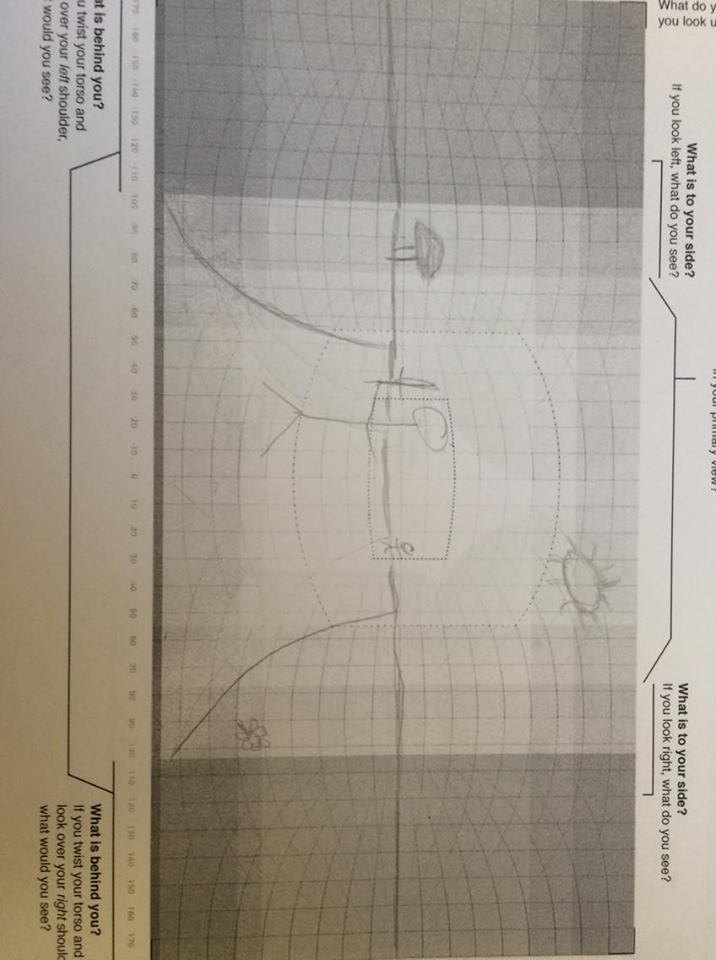 What do y
you look u
in your primary view?
What is to your side?
If you look left, what do you see?
What is to your side?
If you look right, what do you see?
170 160 150 -140 -130 120 -110 100 -90 -80 -70 -60 50 40 30 20 -10 0 10 20 30 40 50 60 70 80 90 100 110 120 130 140 150 160 170
at is behind you?
u twist your torso and
over your left shoulder,
would you see?
What is behind you?
If you twist your torso and
look over your right should
what would you see?